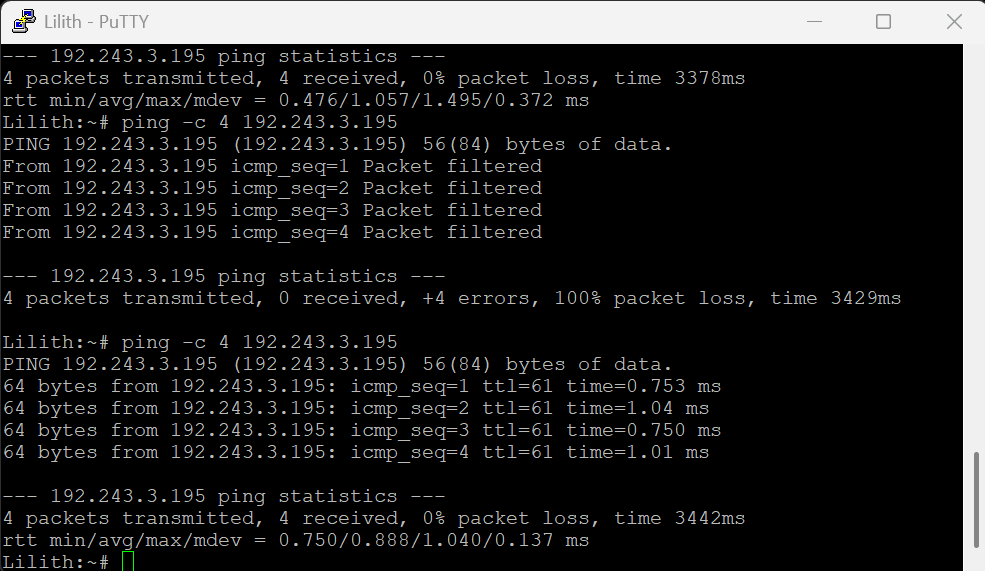 Lilith - PuTTY
--- 192.243.3.195 ping statistics ---
4 packets transmitted, 4 received, 0% packet loss, time 3378ms
rtt min/avg/max/mdev = 0.476/1.057/1.495/0.372 ms
Lilith:~# ping -c 4 192.243.3.195
PING 192.243.3.195 (192.243.3.195) 56(84) bytes of data.
From 192.243.3.195 icmp_seq=1 Packet filtered
From 192.243.3.195 icmp_seq=2 Packet filtered
From 192.243.3.195 icmp_seq=3 Packet filtered
From 192.243.3.195 icmp_seq=4 Packet filtered
--- 192.243.3.195 ping statistics ---
4 packets transmitted, 0 received, +4 errors, 100% packet loss, time 3429ms
Lilith:~# ping -c 4 192.243.3.195
PING 192.243.3.195 (192.243.3.195) 56(84) bytes of data.
64 bytes from 192.243.3.195: icmp_seq=1 ttl=61 time=0.753 ms
64 bytes from 192.243.3.195: icmp_seq=2 ttl=61 time=1.04 ms
64 bytes from 192.243.3.195: icmp_seq=3 ttl=61 time=0.750 ms
64 bytes from 192.243.3.195: icmp_seq=4 ttl=61 time=1.01 ms
--- 192.243.3.195 ping statistics ---
4 packets transmitted, 4 received, 0% packet loss, time 3442ms
rtt min/avg/max/mdev = 0.750/0.888/1.040/0.137 ms
Lilith:~#